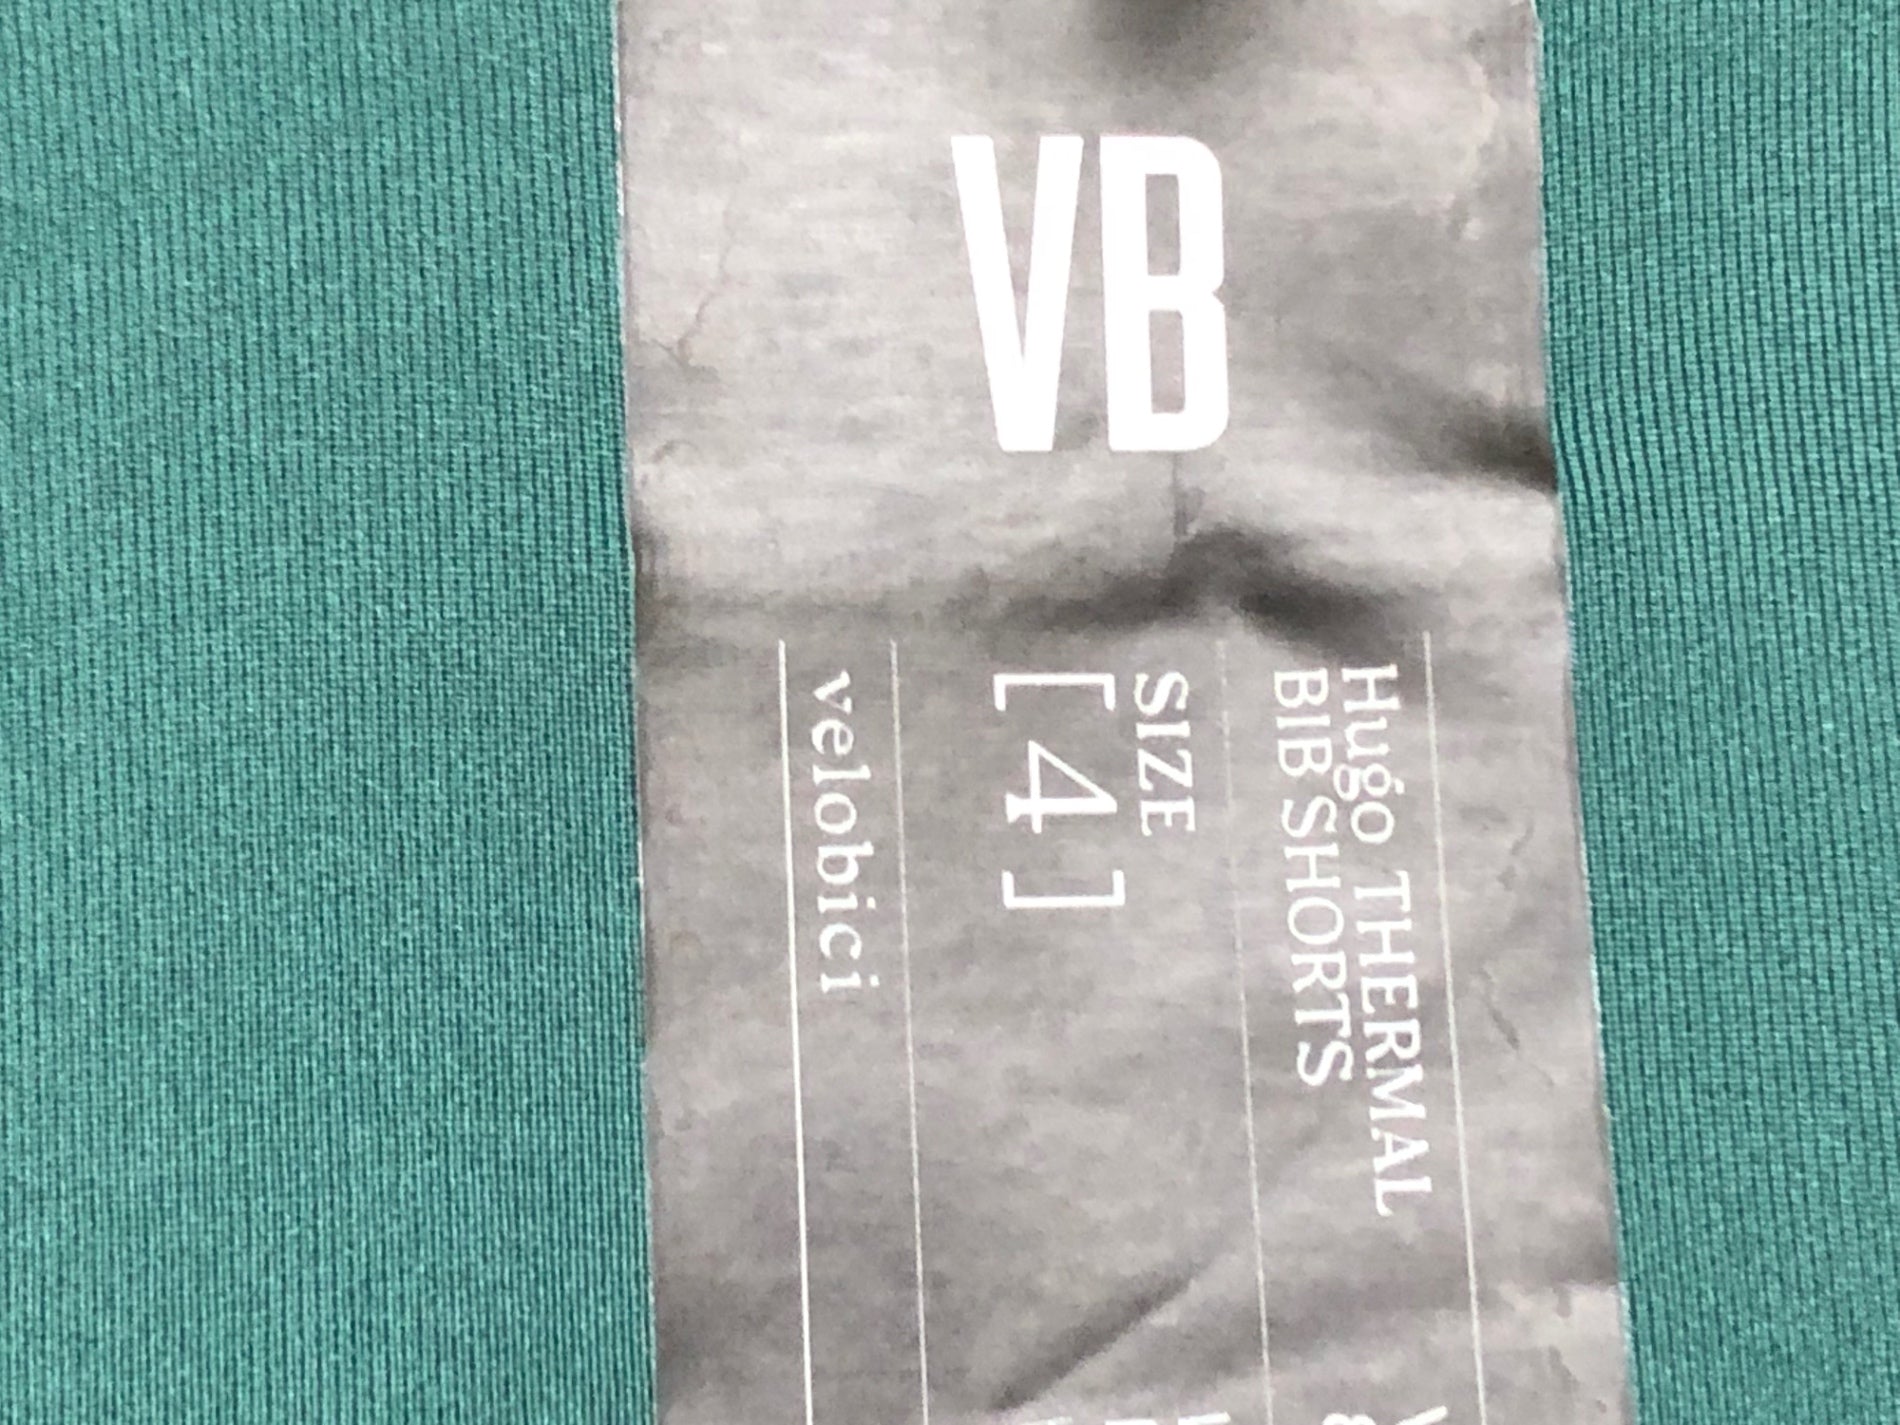 VB
Hugo THERMAL
BIB SHORTS
SIZE
[ 4 ]
velobici